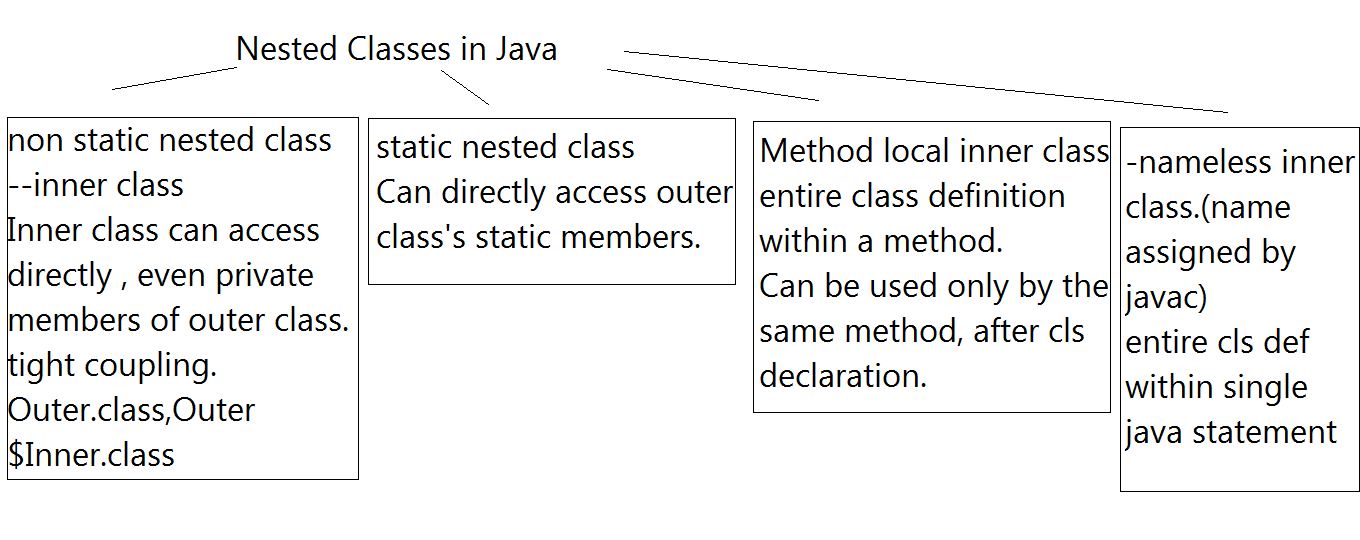 Nested Classes in Java
non static nested class
--inner class
Inner class can access
directly , even private
members of outer class.
tight coupling.
Outer.class,Outer
$Inner.class
static nested class
Can directly access outer
class's static members.
Method local inner class
entire class definition
within a method.
Can be used only by the
same method, after cls
declaration.
-nameless inner
class.(name
assigned by
javac)
entire cls def
within single
java statement